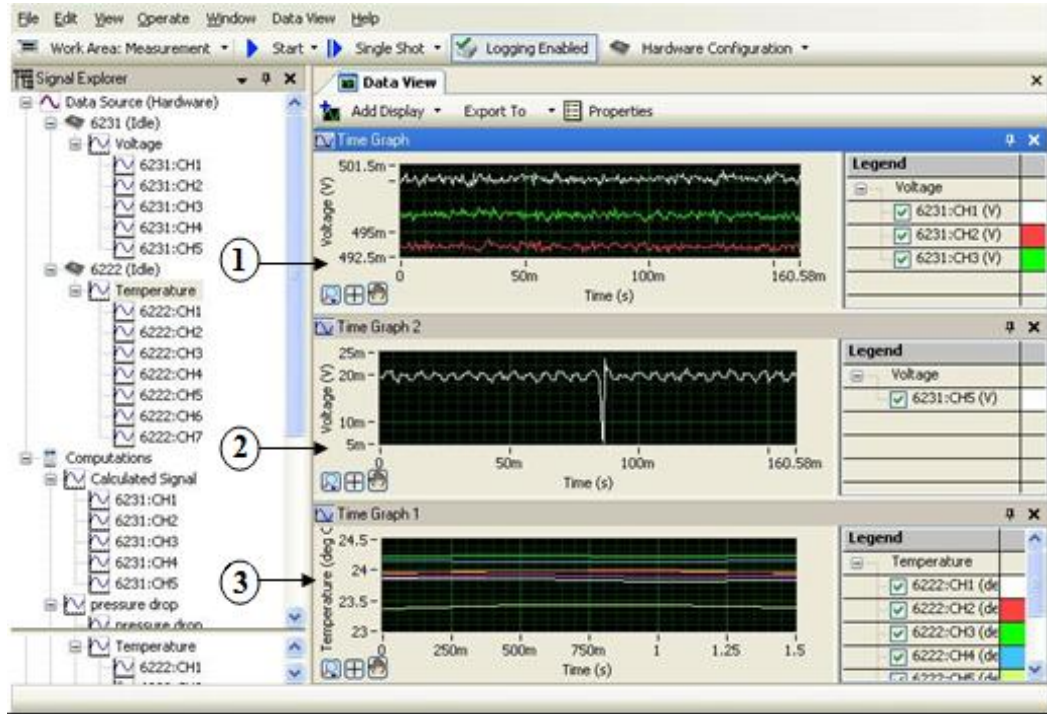 File Edit View Operate Window Data View Help
Work Area: Measurement Start Single Shot Logging Enabled Hardware Configuration
Signal Explorer
Data Source (Hardware)
6231 (Idle)
Voltage
6231:CH1
6231:CH2
6231:CH3
6231:CH4
6231:CH5
6222 (Idle)
Temperature
6222:CH1
6222:CH2
6222:CH3
6222:CH4
6222:CH5
6222:CH6
6222:CH7
Computations
Calculated Signal
6231:CH1
6231:CH2
6231:CH3
6231:CH4
6231:CH5
pressure drop
pressure drop
Temperature
6222:CH1
Data View
Add Display Export To Properties
Time Graph
1
Voltage (V)
501.5m
495m
492.5m
0 50m 100m 160.58m
Time (s)
Legend
Voltage
6231:CH1 (V)
6231:CH2 (V)
6231:CH3 (V)
Time Graph 2
2
Voltage (V)
25m
20m
10m
5m
0 50m 100m 160.58m
Time (s)
Legend
Voltage
6231:CH5 (V)
Time Graph 1
3
Temperature (deg C
24.5
24
23.5
23
0 250m 500m 750m 1 1.25 1.5
Time (s)
Legend
Temperature
6222:CH1 (de
6222:CH2 (de
6222:CH3 (de
6222:CH4 (de
6222:CH5 (de